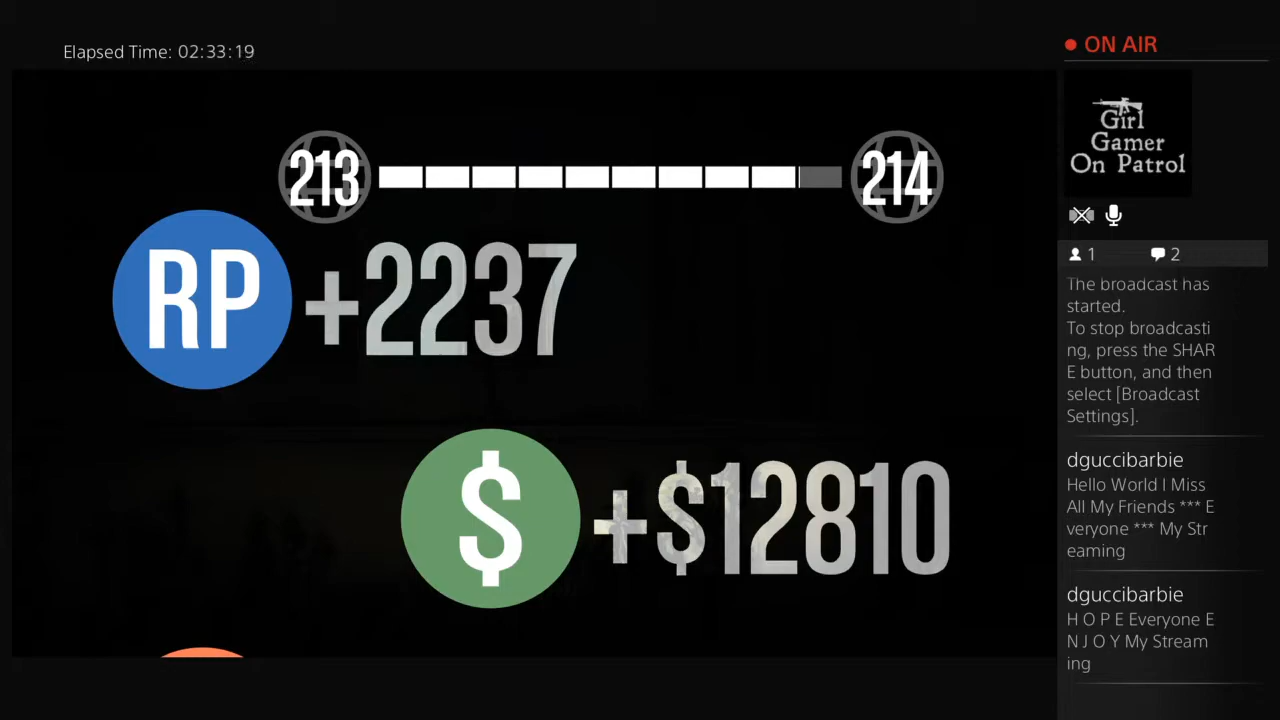 Elapsed Time: 02:33:19
ON AIR
213
214
RP +2237
$ +$12810
Girl
Gamer
On Patrol
1 2
The broadcast has
started.
To stop broadcasti
ng, press the SHAR
E button, and then
select [Broadcast
Settings].
dguccibarbie
Hello World I Miss
All My Friends *** E
veryone *** My Str
eaming
dguccibarbie
H O P E Everyone E
N J O Y My Stream
ing